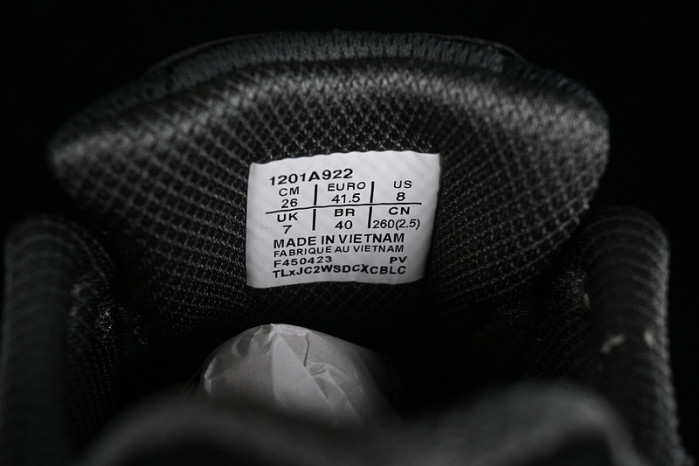 1201A922
CM EURO US
26 41.5 8
UK BR CN
7 40 260(2.5)
MADE IN VIETNAM
FABRIQUE AU VIETNAM
F450423 PV
TLxJC2WSDCXCBLC